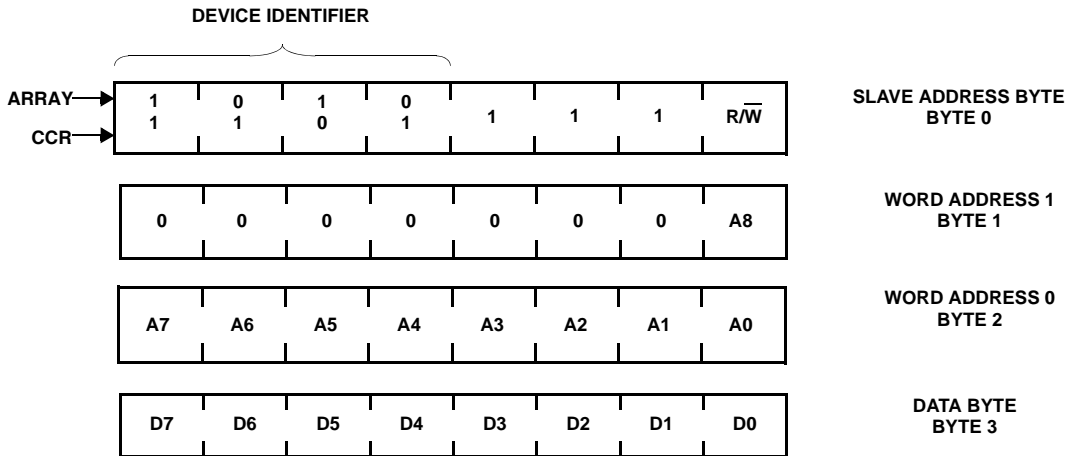 DEVICE IDENTIFIER
ARRAY 1 0 1 0
CCR 1 1 0 1 1 1 1 R/W̅
SLAVE ADDRESS BYTE
BYTE 0
0 0 0 0 0 0 0 A8
WORD ADDRESS 1
BYTE 1
A7 A6 A5 A4 A3 A2 A1 A0
WORD ADDRESS 0
BYTE 2
D7 D6 D5 D4 D3 D2 D1 D0
DATA BYTE
BYTE 3